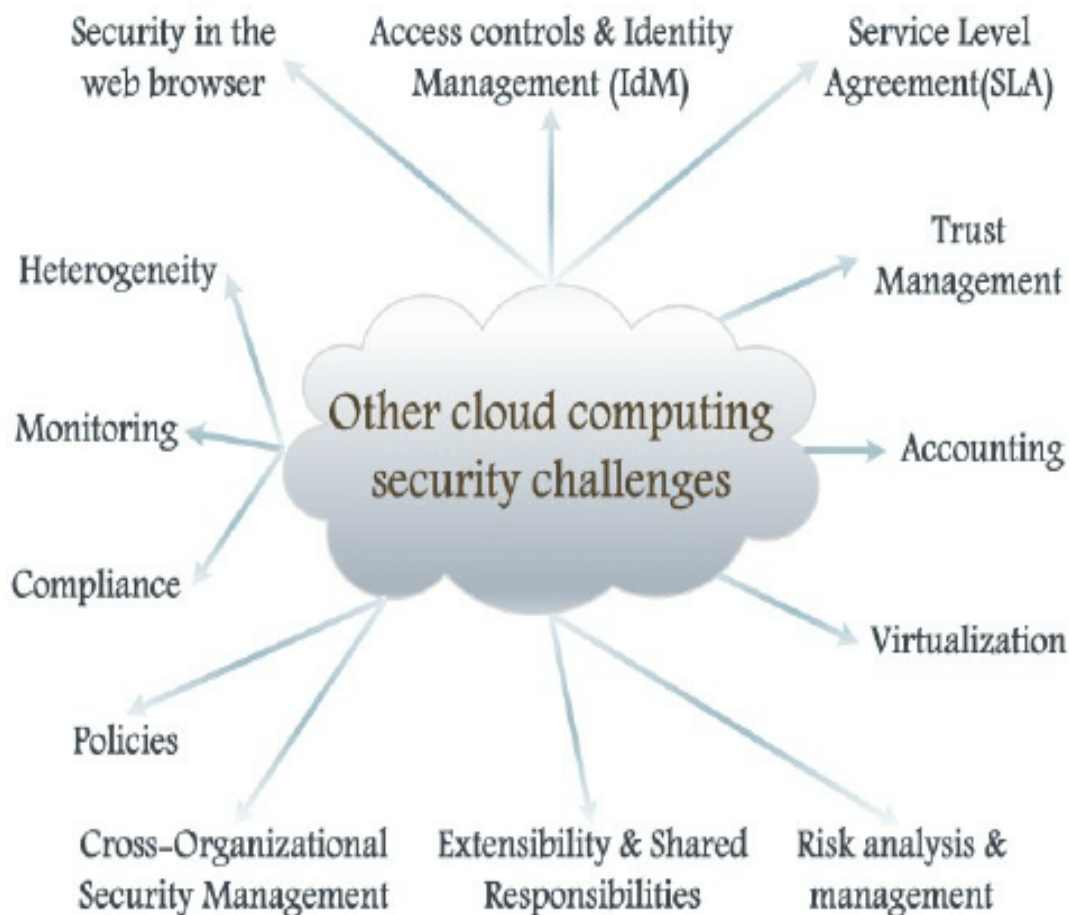 Security in the
web browser
Access controls & Identity
Management (IdM)
Service Level
Agreement(SLA)
Trust
Management
Heterogeneity
Other cloud computing
security challenges
Monitoring
Accounting
Compliance
Virtualization
Policies
Cross-Organizational
Security Management
Extensibility & Shared
Responsibilities
Risk analysis &
management